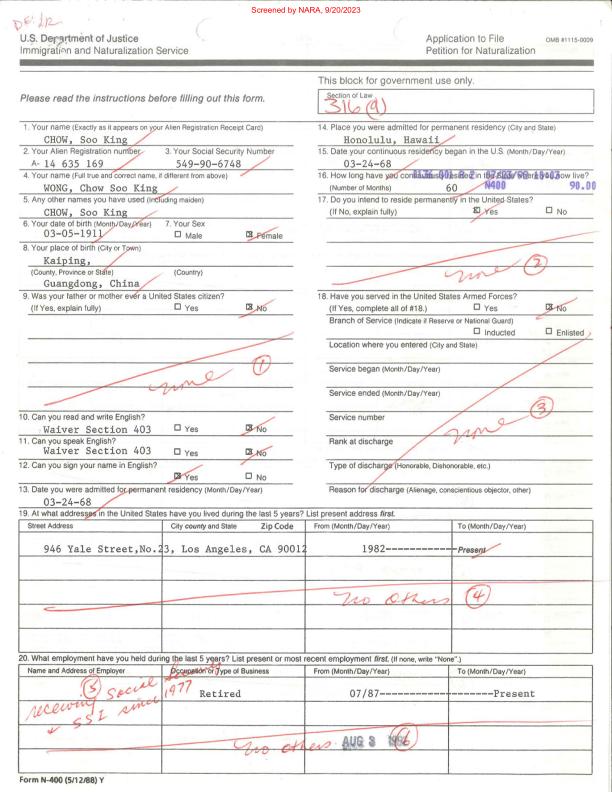 Screened by NARA, 9/20/2023
U.S. Department of Justice
Immigration and Naturalization Service
Application to File
Petition for Naturalization
OMB #1115-0009
Please read the instructions before filling out this form.
This block for government use only.
Section of Law
316(a)
1. Your name (Exactly as it appears on your Alien Registration Receipt Card)
CHOW, Soo King
2. Your Alien Registration number
3. Your Social Security Number
A- 14 635 169
549-90-6748
4. Your name (Full true and correct name, if different from above)
WONG, Chow Soo King
5. Any other names you have used (Including maiden)
CHOW, Soo King
6. Your date of birth (Month/Day/Year)
7. Your Sex
03-05-1911
Male
Female
8. Your place of birth (City or Town)
Kaiping,
(County, Province or State)
(Country)
Guangdong, China
9. Was your father or mother ever a United States citizen?
(If Yes, explain fully)
Yes
No
none 1
10. Can you read and write English?
Waiver Section 403
Yes
No
11. Can you speak English?
Waiver Section 403
Yes
No
12. Can you sign your name in English?
Yes
No
13. Date you were admitted for permanent residency (Month/Day/Year)
03-24-68
14. Place you were admitted for permanent residency (City and State)
Honolulu, Hawaii
15. Date your continuous residency began in the U.S. (Month/Day/Year)
03-24-68
16. How long have you
live?
(Number of Months)
60
N400
90.00
17. Do you intend to reside permanently in the United States?
(If No, explain fully)
Yes
No
none 2
18. Have you served in the United States Armed Forces?
(If Yes, complete all of #18.)
Yes
No
Branch of Service (Indicate if Reserve or National Guard)
Inducted
Enlisted
Location where you entered (City and State)
Service began (Month/Day/Year)
Service ended (Month/Day/Year)
Service number
none 3
Rank at discharge
Type of discharge (Honorable, Dishonorable, etc.)
Reason for discharge (Alienage, conscientious objector, other)
19. At what addresses in the United States have you lived during the last 5 years? List present address first.
Street Address
City county and State
Zip Code
From (Month/Day/Year)
To (Month/Day/Year)
946 Yale Street,No.23, Los Angeles, CA 90012
1982------------Present
no others 4
20. What employment have you held during the last 5 years? List present or most recent employment first. (If none, write "None".)
Name and Address of Employer
Occupation or Type of Business
From (Month/Day/Year)
To (Month/Day/Year)
5
receiving Social
SSI since 1977
Retired
07/87--------------------Present
no others
AUG 3
6
Form N-400 (5/12/88) Y